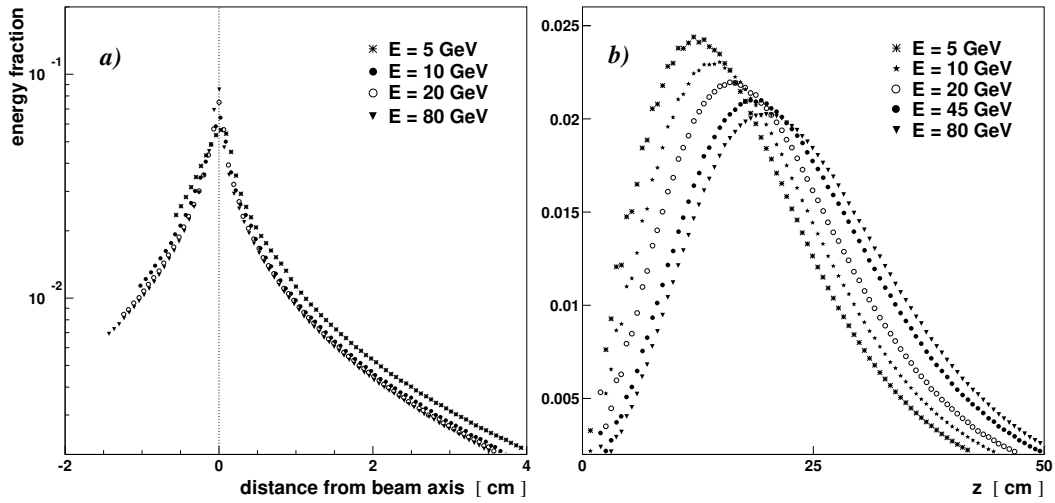 energy fraction
10⁻¹
10⁻²
a)
E = 5 GeV
E = 10 GeV
E = 20 GeV
E = 80 GeV
-2 0 2 4
distance from beam axis [ cm ]
0.025
0.02
0.015
0.01
0.005
b)
E = 5 GeV
E = 10 GeV
E = 20 GeV
E = 45 GeV
E = 80 GeV
0 25 50
z [ cm ]